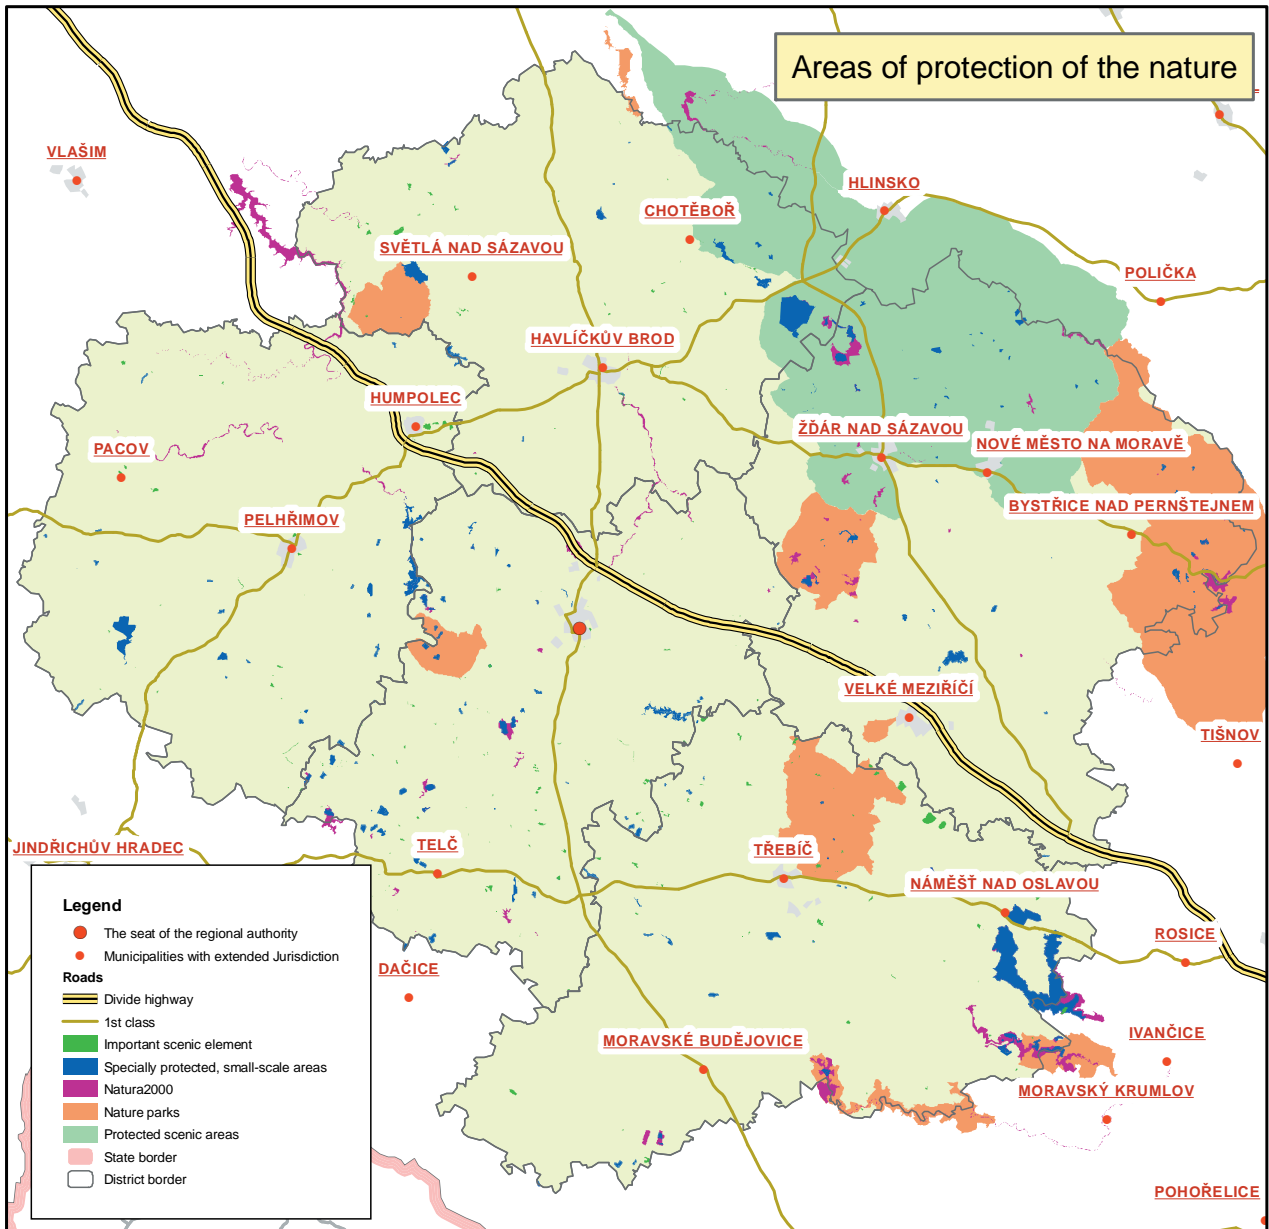 Areas of protection of the nature
VLAŠIM
HLINSKO
CHOTĚBOŘ
SVĚTLÁ NAD SÁZAVOU
POLIČKA
HAVLÍČKŮV BROD
HUMPOLEC
ŽĎÁR NAD SÁZAVOU
NOVÉ MĚSTO NA MORAVĚ
PACOV
BYSTŘICE NAD PERNŠTEJNEM
PELHŘIMOV
VELKÉ MEZIŘÍČÍ
TIŠNOV
JINDŘICHŮV HRADEC
TELČ
TŘEBÍČ
NÁMĚŠŤ NAD OSLAVOU
ROSICE
DAČICE
IVANČICE
MORAVSKÉ BUDĚJOVICE
MORAVSKÝ KRUMLOV
POHOŘELICE
Legend
The seat of the regional authority
Municipalities with extended Jurisdiction
Roads
Divide highway
1st class
Important scenic element
Specially protected, small-scale areas
Natura2000
Nature parks
Protected scenic areas
State border
District border